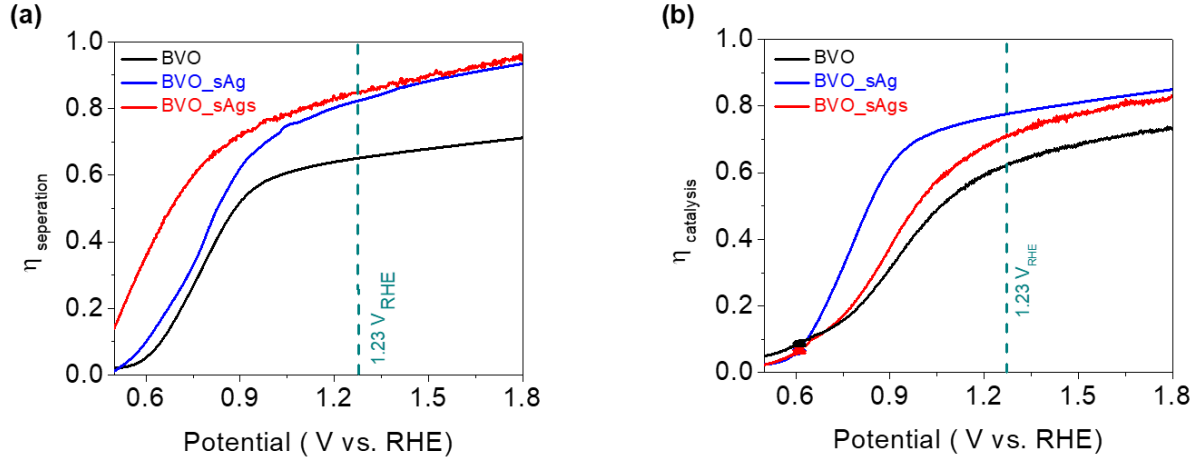 (a)
1.0
0.8
0.6
0.4
0.2
0.0
η seperation
BVO
BVO_sAg
BVO_sAgs
1.23 V RHE
0.6 0.9 1.2 1.5 1.8
Potential ( V vs. RHE)
(b)
1.0
0.8
0.6
0.4
0.2
0.0
η catalysis
BVO
BVO_sAg
BVO_sAgs
1.23 V RHE
0.6 0.9 1.2 1.5 1.8
Potential ( V vs. RHE)